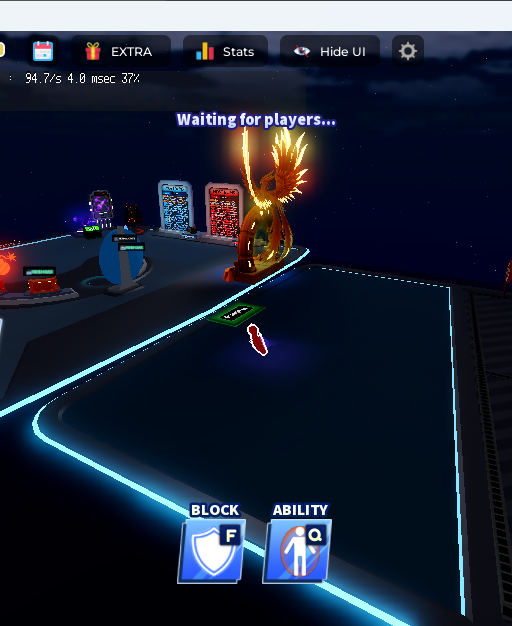 EXTRA
Stats
Hide UI
: 94.7/s 4.0 msec 37%
Waiting for players...
BLOCK
ABILITY
F
Q